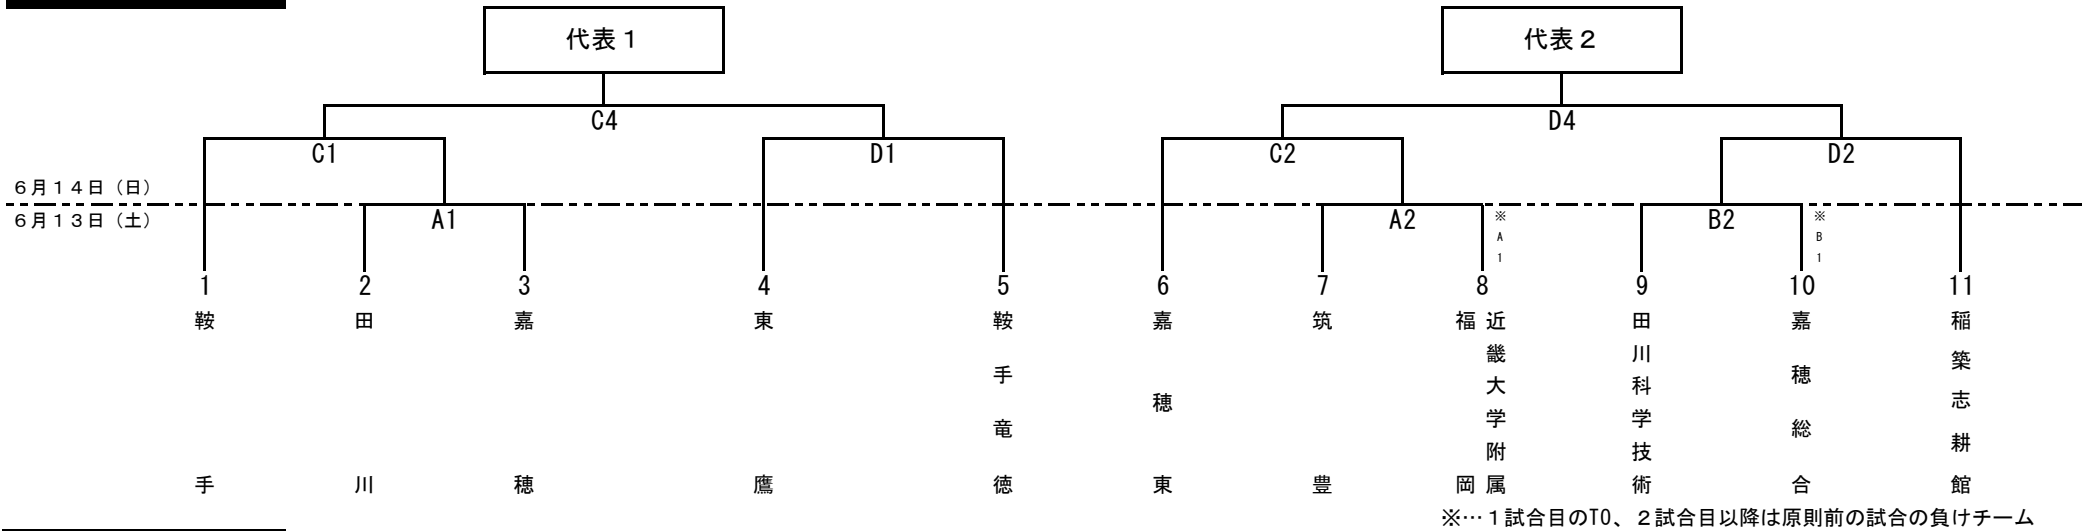 代表１
代表２
C4
D4
C1
D1
C2
D2
６月１４日（日）
６月１３日（土）
A1
A2
※A1
B2
※B1
1
2
3
4
5
6
7
8
9
10
11
鞍手
田川
嘉穂
東鷹
鞍手竜徳
嘉穂東
筑豊
近畿大学附属
福岡
田川科学技術
嘉穂総合
稲築志耕館
※…１試合目のTO、２試合目以降は原則前の試合の負けチーム